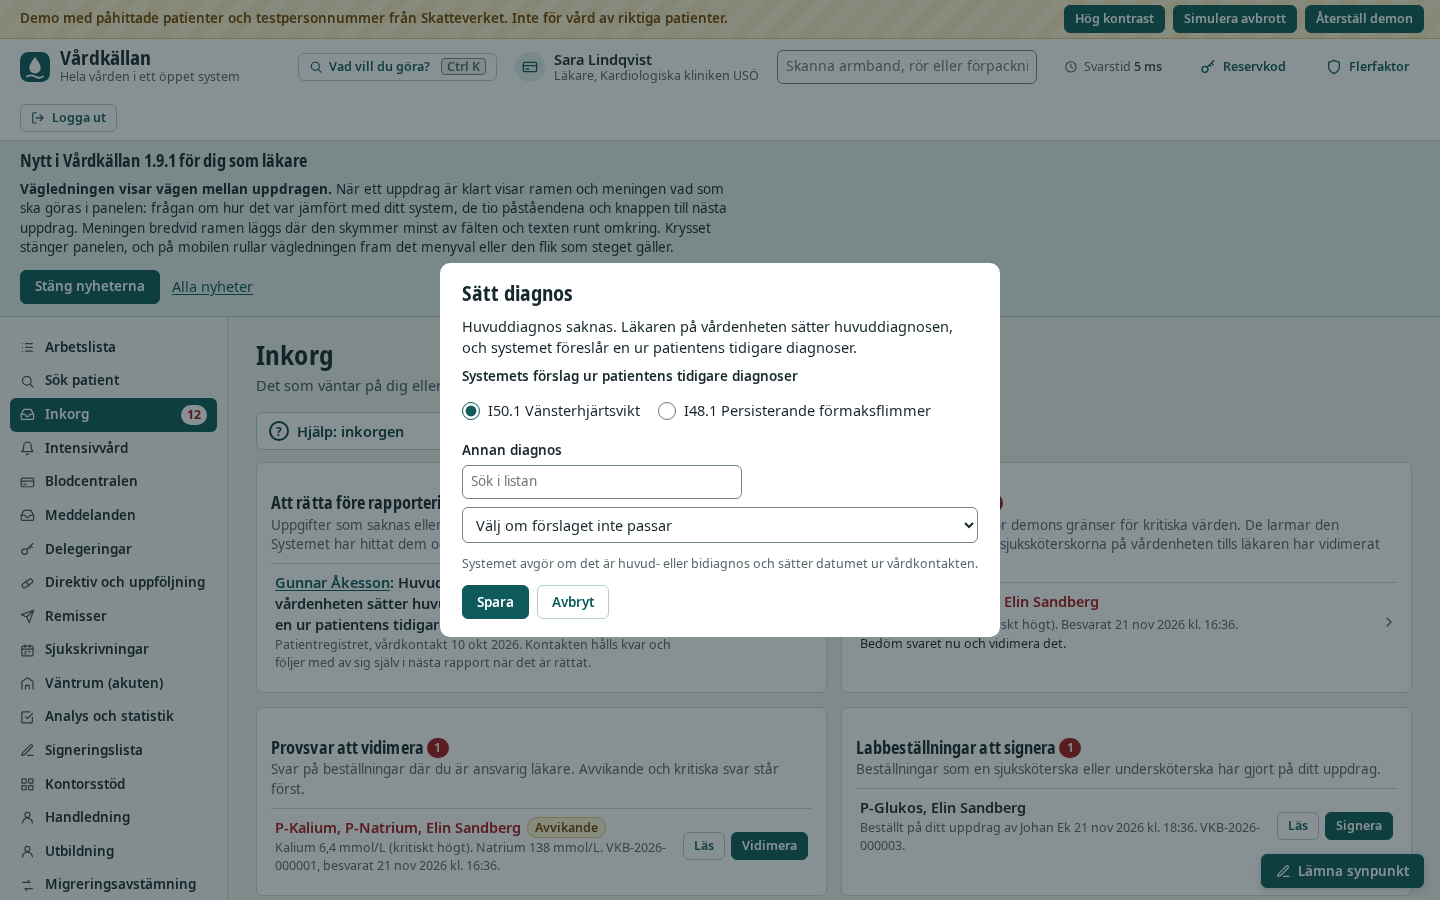 Demo med påhittade patienter och testpersonnummer från Skatteverket. Inte för vård av riktiga patienter.
Hög kontrast
Simulera avbrott
Återställ demon
Vårdkällan
Hela vården i ett öppet system
Vad vill du göra? Ctrl K
Sara Lindqvist
Läkare, Kardiologiska kliniken USÖ
Skanna armband, rör eller förpackni
Svarstid 5 ms
Reservkod
Flerfaktor
Logga ut
Nytt i Vårdkällan 1.9.1 för dig som läkare
Vägledningen visar vägen mellan uppdragen. När ett uppdrag är klart visar ramen och meningen vad som
ska göras i panelen: frågan om hur det var jämfört med ditt system, de tio påståendena och knappen till nästa
uppdrag. Meningen bredvid ramen läggs där den skymmer minst av fälten och texten runt omkring. Krysset
stänger panelen, och på mobilen rullar vägledningen fram det menyval eller den flik som steget gäller.
Stäng nyheterna
Alla nyheter
Arbetslista
Sök patient
Inkorg 12
Intensivvård
Blodcentralen
Meddelanden
Delegeringar
Direktiv och uppföljning
Remisser
Sjukskrivningar
Väntrum (akuten)
Analys och statistik
Signeringslista
Kontorsstöd
Handledning
Utbildning
Migreringsavstämning
Inkorg
Det som väntar på dig eller
? Hjälp: inkorgen
Att rätta före rapporteri
Uppgifter som saknas eller
Systemet har hittat dem o
Gunnar Åkesson: Huvud
vårdenheten sätter huvu
en ur patientens tidigar
Patientregistret, vårdkontakt 10 okt 2026. Kontakten hålls kvar och
följer med av sig själv i nästa rapport när det är rättat.
r demons gränser för kritiska värden. De larmar den
sjuksköterskorna på vårdenheten tills läkaren har vidimerat
Elin Sandberg
skt högt). Besvarat 21 nov 2026 kl. 16:36.
Bedöm svaret nu och vidimera det.
Sätt diagnos
Huvuddiagnos saknas. Läkaren på vårdenheten sätter huvuddiagnosen,
och systemet föreslår en ur patientens tidigare diagnoser.
Systemets förslag ur patientens tidigare diagnoser
I50.1 Vänsterhjärtsvikt
I48.1 Persisterande förmaksflimmer
Annan diagnos
Sök i listan
Välj om förslaget inte passar
Systemet avgör om det är huvud- eller bidiagnos och sätter datumet ur vårdkontakten.
Spara
Avbryt
Provsvar att vidimera 1
Svar på beställningar där du är ansvarig läkare. Avvikande och kritiska svar står
först.
P-Kalium, P-Natrium, Elin Sandberg Avvikande
Kalium 6,4 mmol/L (kritiskt högt). Natrium 138 mmol/L. VKB-2026-
000001, besvarat 21 nov 2026 kl. 16:36.
Läs
Vidimera
Labbeställningar att signera 1
Beställningar som en sjuksköterska eller undersköterska har gjort på ditt uppdrag.
P-Glukos, Elin Sandberg
Beställt på ditt uppdrag av Johan Ek 21 nov 2026 kl. 18:36. VKB-2026-
000003.
Läs
Signera
Lämna synpunkt